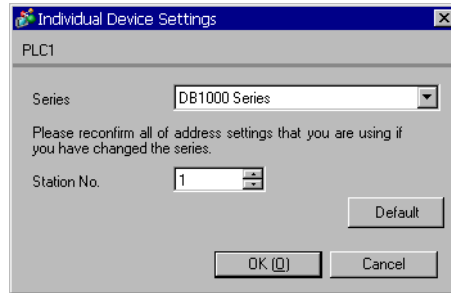 Individual Device Settings
PLC1
Series DB1000 Series
Please reconfirm all of address settings that you are using if
you have changed the series.
Station No. 1
Default
OK (O) Cancel